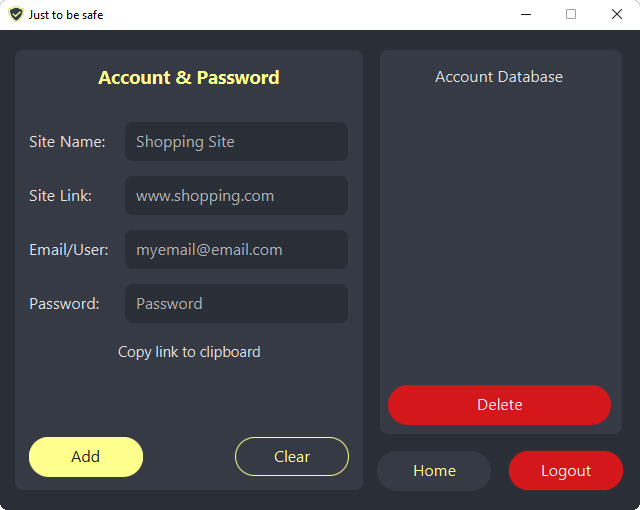 Just to be safe
Account & Password
Site Name: Shopping Site
Site Link: www.shopping.com
Email/User: myemail@email.com
Password: Password
Copy link to clipboard
Add
Clear
Account Database
Delete
Home
Logout